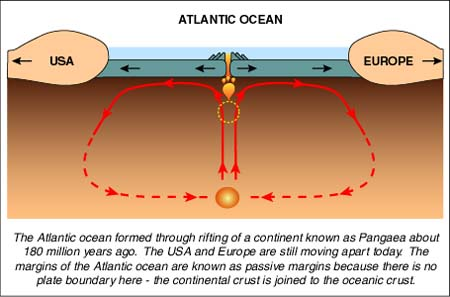 ATLANTIC OCEAN
USA
EUROPE
The Atlantic ocean formed through rifting of a continent known as Pangaea about
180 million years ago. The USA and Europe are still moving apart today. The
margins of the Atlantic ocean are known as passive margins because there is no
plate boundary here - the continental crust is joined to the oceanic crust.